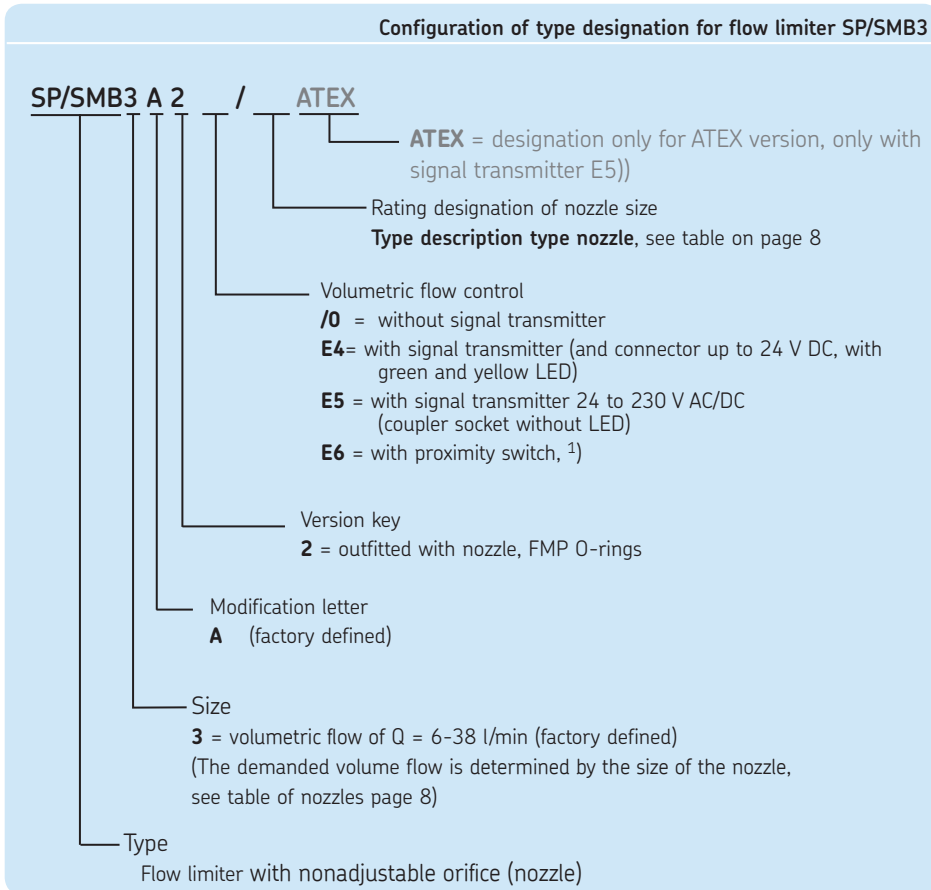 Configuration of type designation for flow limiter SP/SMB3
SP/SMB3 A 2 / ATEX
ATEX = designation only for ATEX version, only with
signal transmitter E5))
Rating designation of nozzle size
Type description type nozzle, see table on page 8
Volumetric flow control
/0 = without signal transmitter
E4= with signal transmitter (and connector up to 24 V DC, with
green and yellow LED)
E5 = with signal transmitter 24 to 230 V AC/DC
(coupler socket without LED)
E6 = with proximity switch, 1)
Version key
2 = outfitted with nozzle, FMP O-rings
Modification letter
A (factory defined)
Size
3 = volumetric flow of Q = 6-38 l/min (factory defined)
(The demanded volume flow is determined by the size of the nozzle,
see table of nozzles page 8)
Type
Flow limiter with nonadjustable orifice (nozzle)